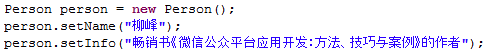 Person person = new Person();
person.setName("柳峰");
person.setInfo("畅销书《微信公众平台应用开发:方法、技巧与案例》的作者");